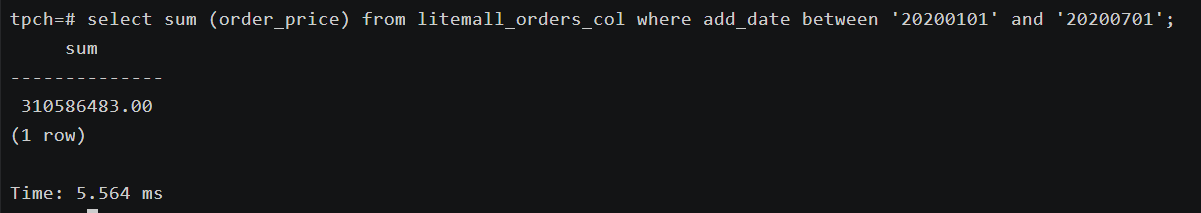 tpch=# select sum (order_price) from litemall_orders_col where add_date between '20200101' and '20200701';
sum
--------------
310586483.00
(1 row)
Time: 5.564 ms